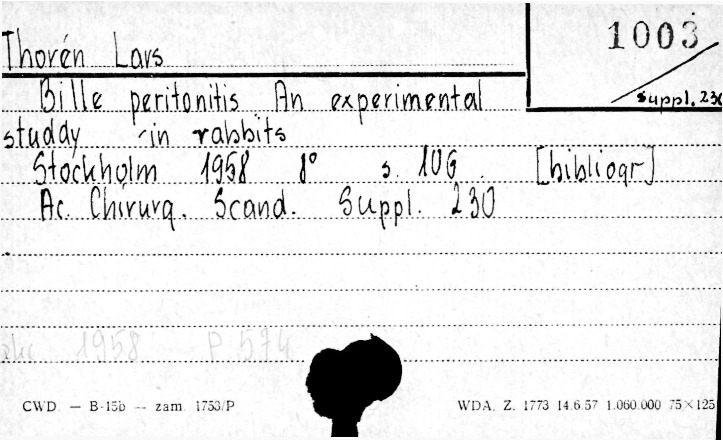 1003
suppl. 230
Thorén Lars
Bille peritonitis An experimental
studdy in rabbits
Stockholm 1958 8° s. 106. [bibliogr]
Ac. Chirurg. Scand. Suppl. 230
1958 P 574
CWD. — B-15b — zam. 1753/P
WDA. Z. 1773 14.6.57 1.060.000 75×125